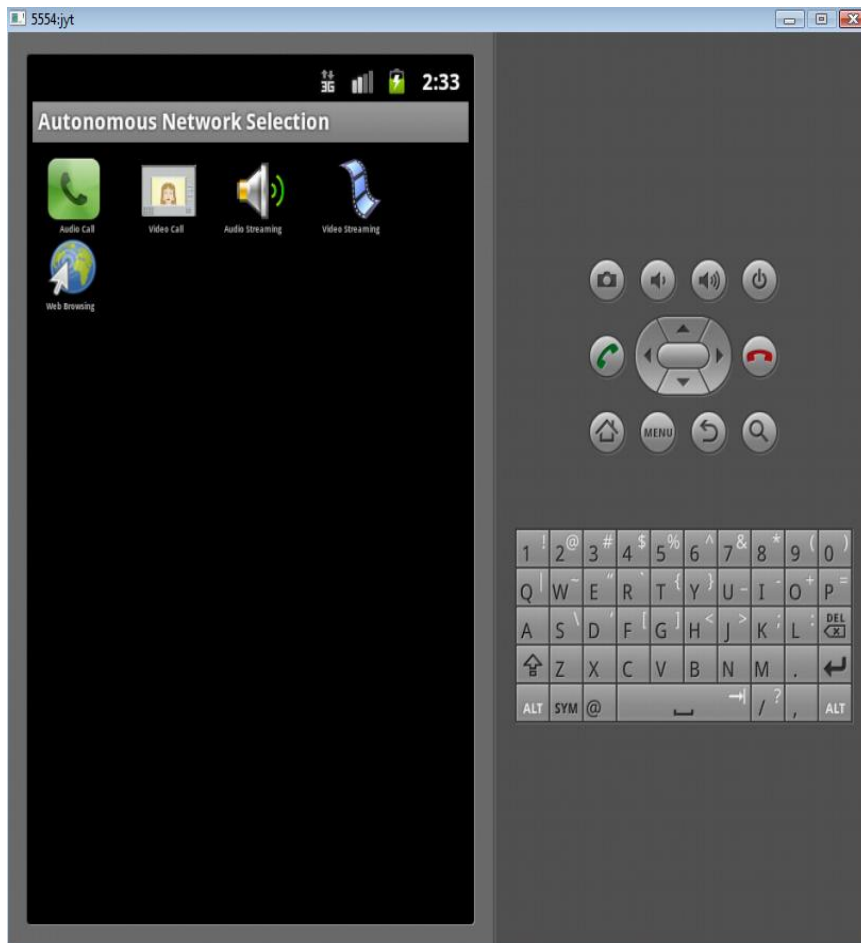 5554:jyt
3G 2:33
Autonomous Network Selection
Audio Call Video Call Audio Streaming Video Streaming
Web Browsing
MENU
1 ! 2 @ 3 # 4 $ 5 % 6 ^ 7 & 8 * 9 ( 0 )
Q | W ~ E " R ` T { Y } U _ I - O + P =
A S \ D ' F [ G ] H < J > K ; L : DEL
Z X C V B N M .
ALT SYM @ / ? , ALT